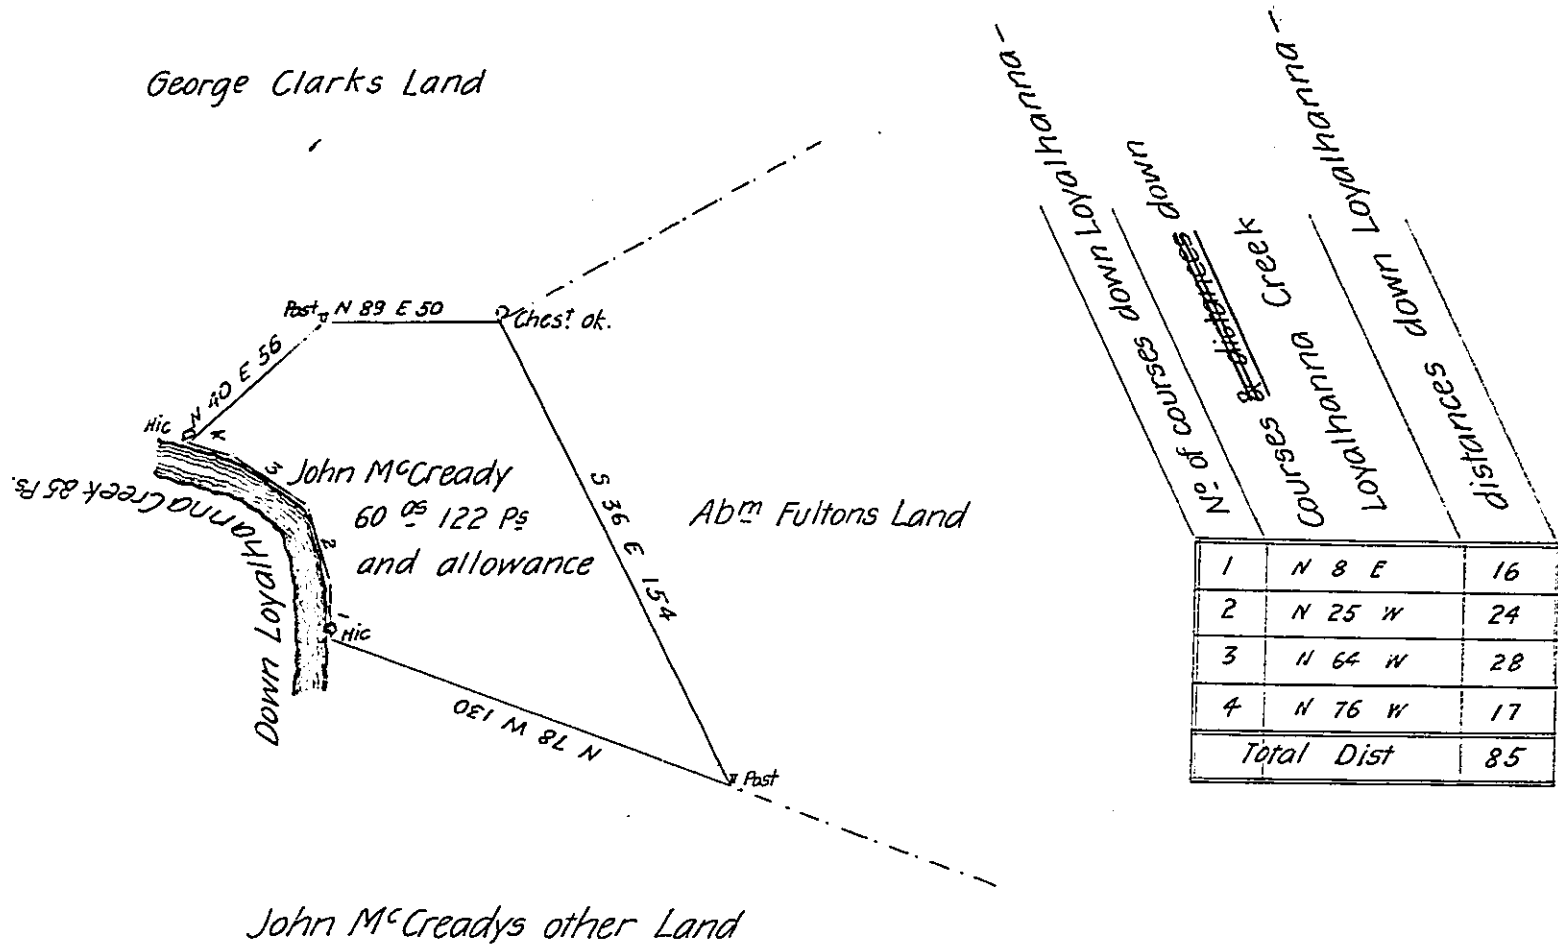 George Clarks Land
Post N 89 E 50
Chest. ok.
N 40 E 56
Hic
4
3
2
1
Hic
John McCready
60 as 122 Ps
and allowance
S 36 E 154
Abm Fultons Land
Down Loyalhanna Creek 85 Ps.
N 78 W 130
Post
John McCreadys other Land
No. of courses down Loyalhanna-
Courses & distances down
Loyalhanna Creek
distances down Loyalhanna-
1 N 8 E 16
2 N 25 W 24
3 N 64 W 28
4 N 76 W 17
Total Dist 85